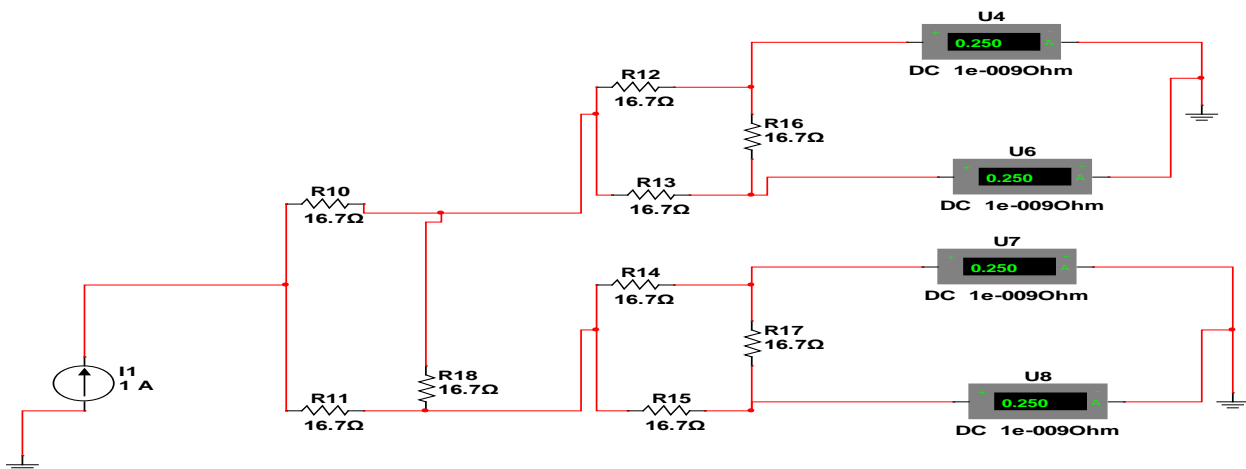 U4
+ 0.250 - A
DC 1e-009Ohm
R12
16.7Ω
R16
16.7Ω
U6
+ 0.250 - A
DC 1e-009Ohm
R13
16.7Ω
R10
16.7Ω
U7
+ 0.250 - A
DC 1e-009Ohm
R14
16.7Ω
R17
16.7Ω
I1
1 A
R18
16.7Ω
U8
+ 0.250 - A
DC 1e-009Ohm
R11
16.7Ω
R15
16.7Ω